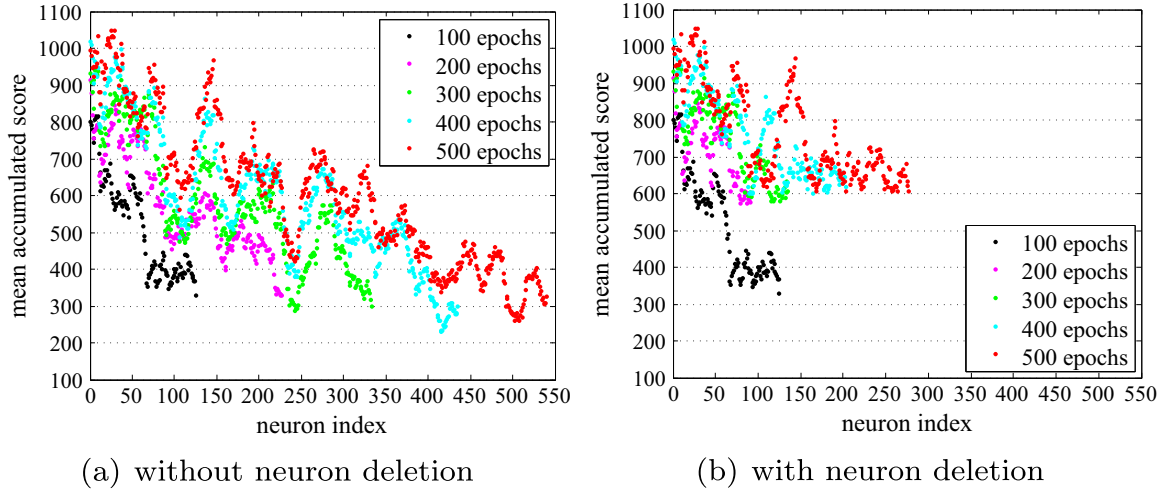 1100
1000
900
800
700
600
500
400
300
200
100
mean accumulated score
0 50 100 150 200 250 300 350 400 450 500 550
neuron index
100 epochs
200 epochs
300 epochs
400 epochs
500 epochs
(a) without neuron deletion
1100
1000
900
800
700
600
500
400
300
200
100
mean accumulated score
0 50 100 150 200 250 300 350 400 450 500 550
neuron index
100 epochs
200 epochs
300 epochs
400 epochs
500 epochs
(b) with neuron deletion